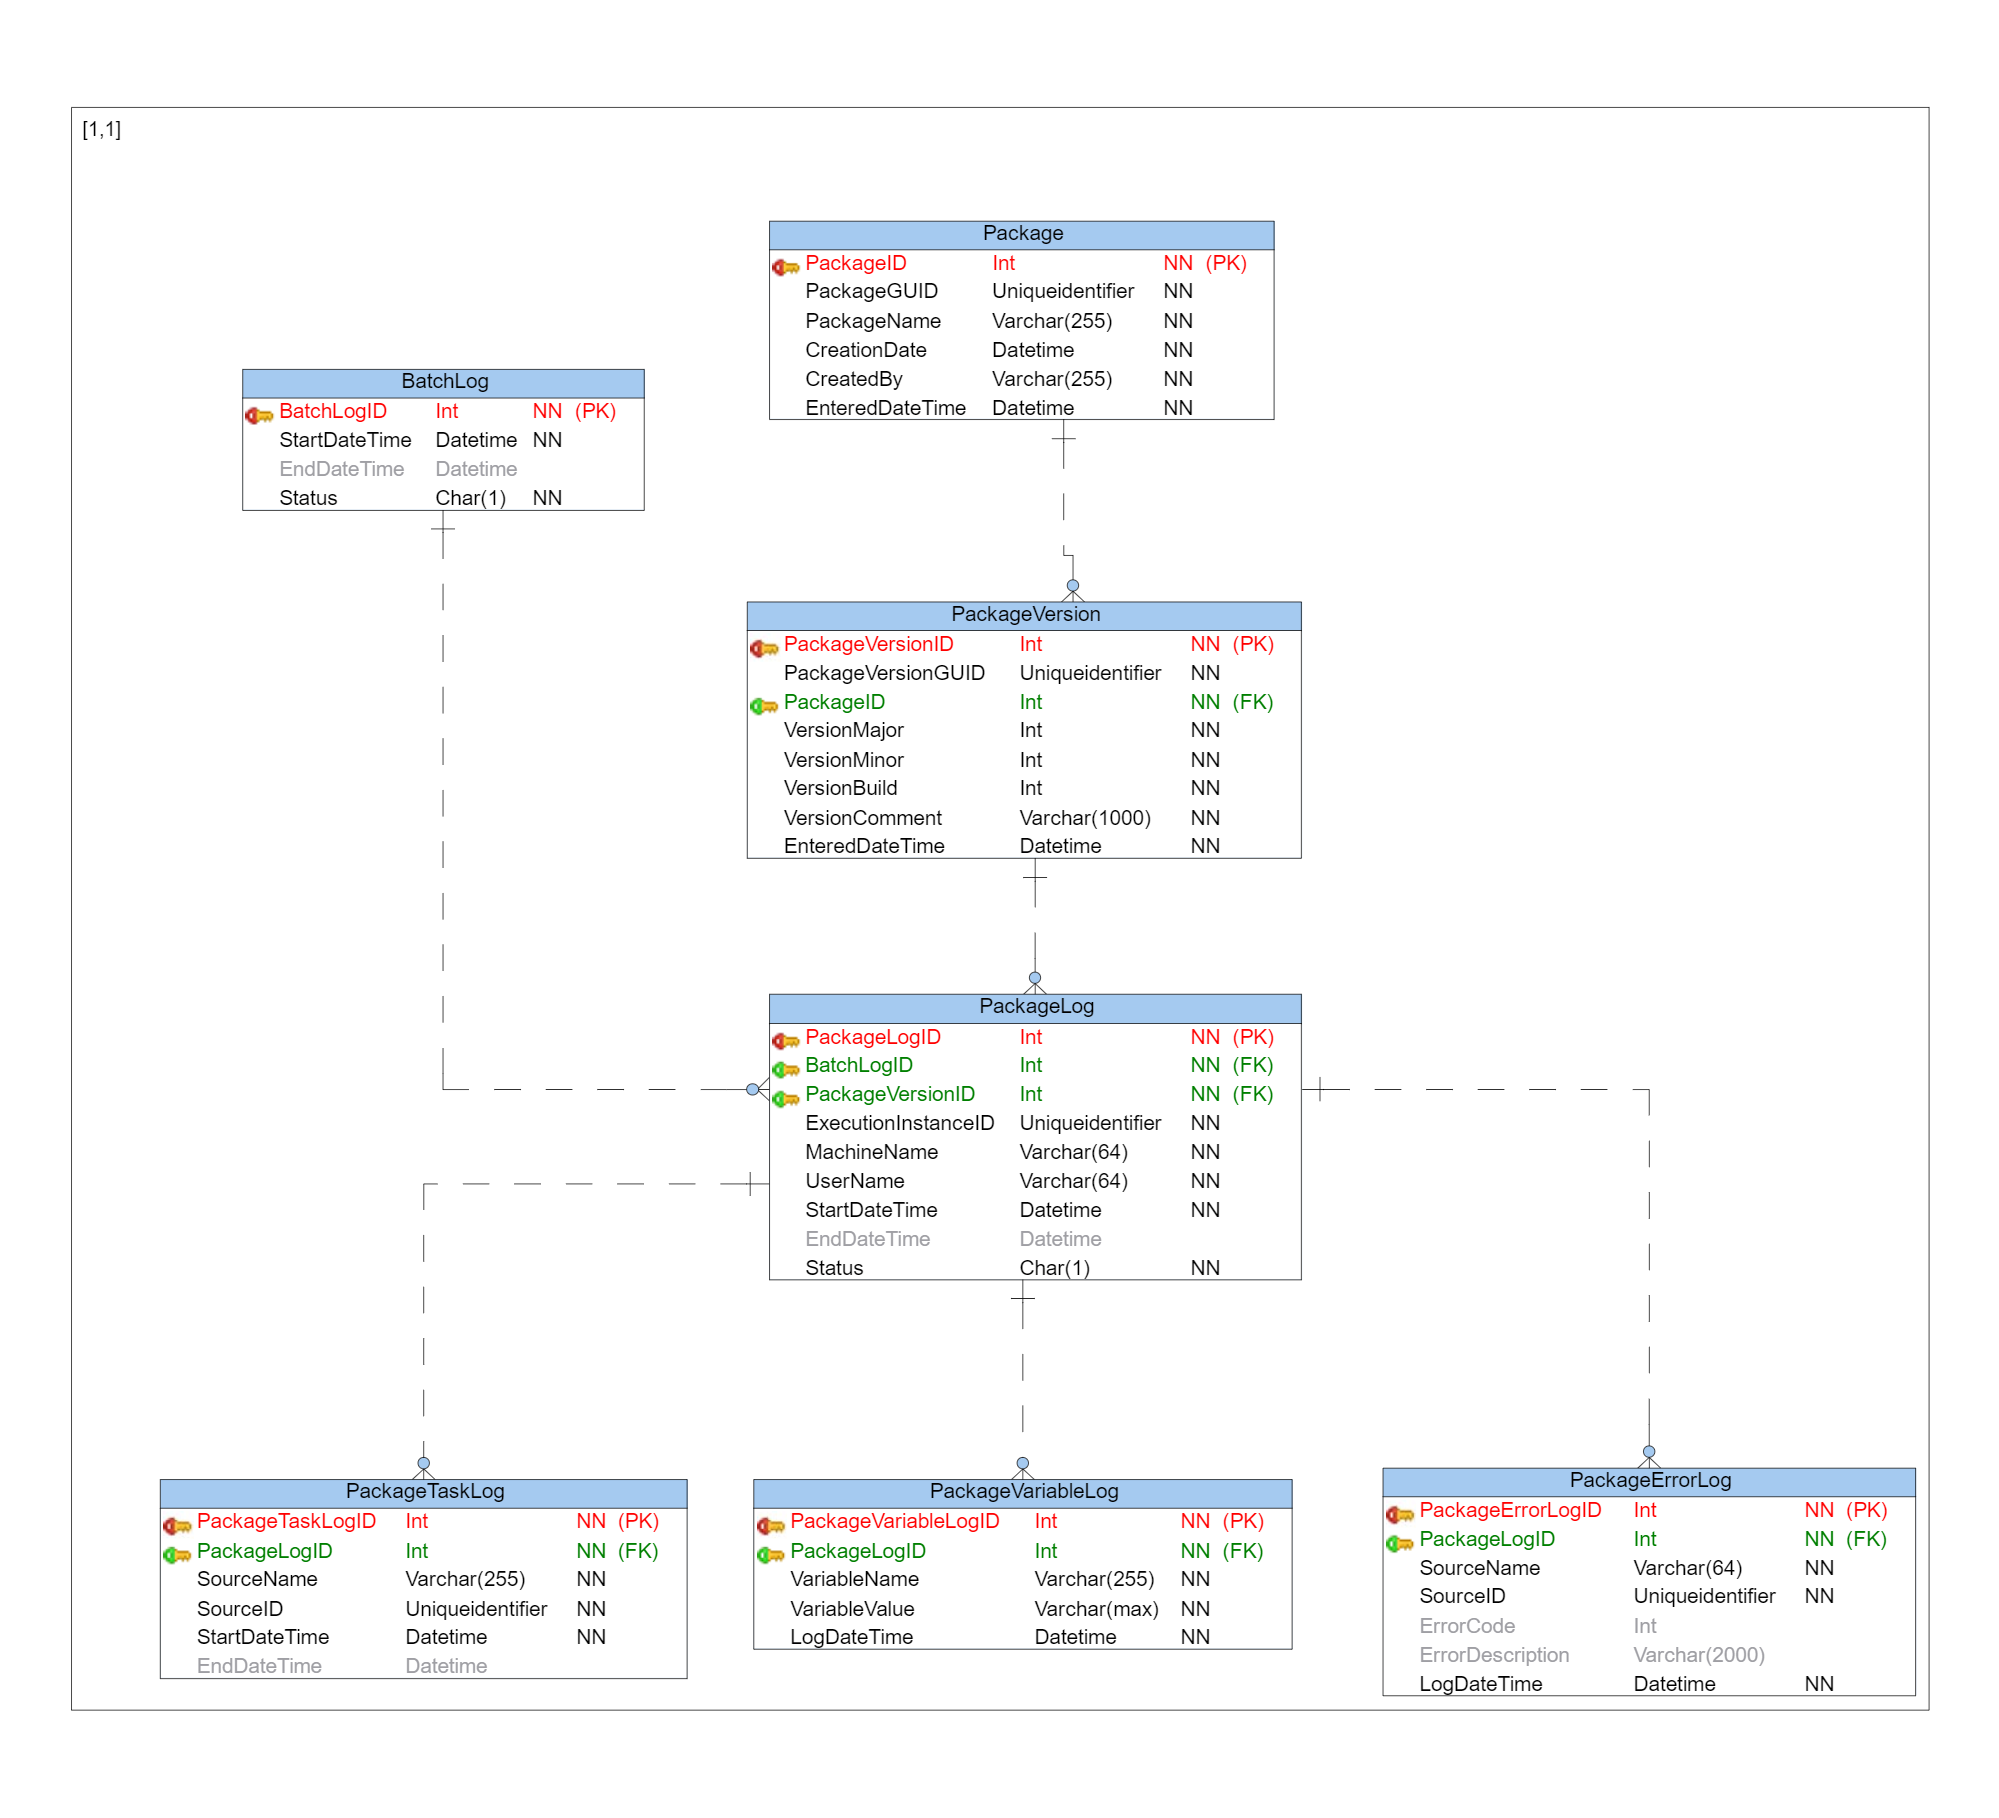 [1,1]
Package
PackageID Int NN (PK)
PackageGUID Uniqueidentifier NN
PackageName Varchar(255) NN
CreationDate Datetime NN
CreatedBy Varchar(255) NN
EnteredDateTime Datetime NN
BatchLog
BatchLogID Int NN (PK)
StartDateTime Datetime NN
EndDateTime Datetime
Status Char(1) NN
PackageVersion
PackageVersionID Int NN (PK)
PackageVersionGUID Uniqueidentifier NN
PackageID Int NN (FK)
VersionMajor Int NN
VersionMinor Int NN
VersionBuild Int NN
VersionComment Varchar(1000) NN
EnteredDateTime Datetime NN
PackageLog
PackageLogID Int NN (PK)
BatchLogID Int NN (FK)
PackageVersionID Int NN (FK)
ExecutionInstanceID Uniqueidentifier NN
MachineName Varchar(64) NN
UserName Varchar(64) NN
StartDateTime Datetime NN
EndDateTime Datetime
Status Char(1) NN
PackageTaskLog
PackageTaskLogID Int NN (PK)
PackageLogID Int NN (FK)
SourceName Varchar(255) NN
SourceID Uniqueidentifier NN
StartDateTime Datetime NN
EndDateTime Datetime
PackageVariableLog
PackageVariableLogID Int NN (PK)
PackageLogID Int NN (FK)
VariableName Varchar(255) NN
VariableValue Varchar(max) NN
LogDateTime Datetime NN
PackageErrorLog
PackageErrorLogID Int NN (PK)
PackageLogID Int NN (FK)
SourceName Varchar(64) NN
SourceID Uniqueidentifier NN
ErrorCode Int
ErrorDescription Varchar(2000)
LogDateTime Datetime NN